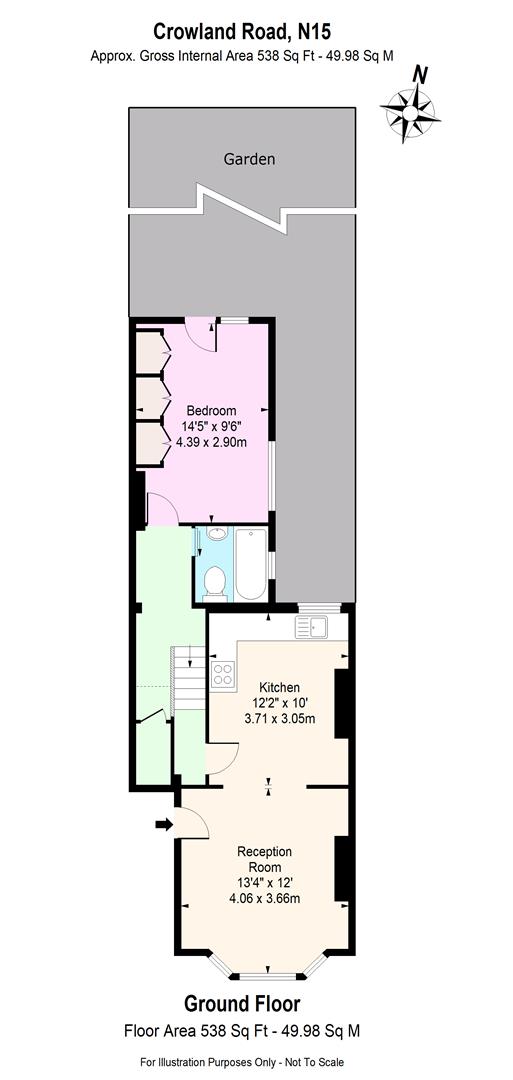 Crowland Road, N15
Approx. Gross Internal Area 538 Sq Ft - 49.98 Sq M
N
Garden
Bedroom
14'5" x 9'6"
4.39 x 2.90m
Kitchen
12'2" x 10'
3.71 x 3.05m
Reception
Room
13'4" x 12'
4.06 x 3.66m
Ground Floor
Floor Area 538 Sq Ft - 49.98 Sq M
For Illustration Purposes Only - Not To Scale